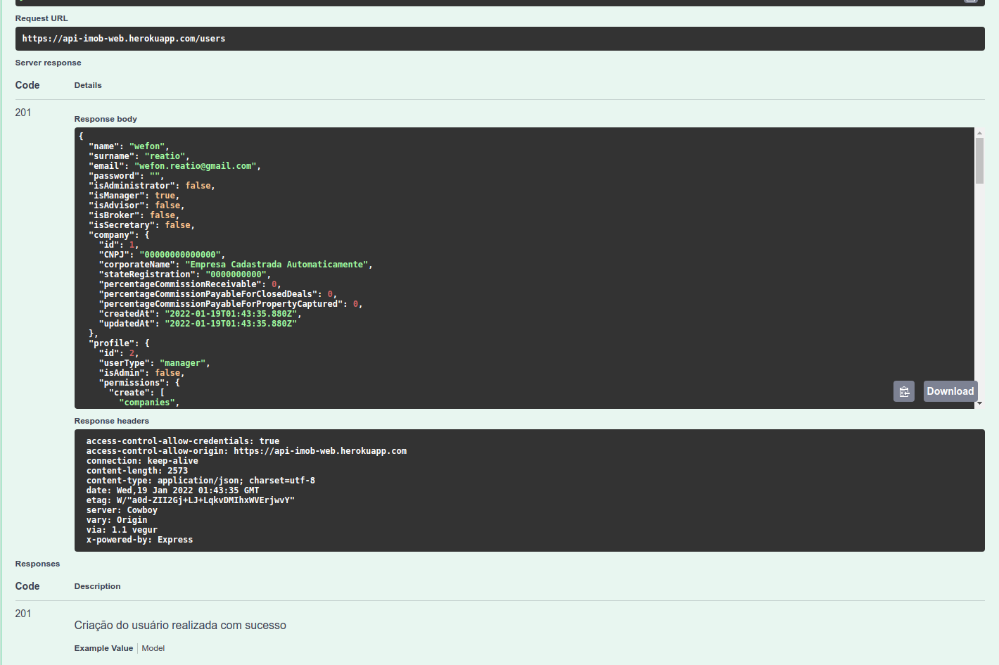 Request URL
https://api-imob-web.herokuapp.com/users
Server response
Code Details
201
Response body
{
  "name": "wefon",
  "surname": "reatio",
  "email": "wefon.reatio@gmail.com",
  "password": "",
  "isAdministrator": false,
  "isManager": true,
  "isAdvisor": false,
  "isBroker": false,
  "isSecretary": false,
  "company": {
    "id": 1,
    "CNPJ": "00000000000000",
    "corporateName": "Empresa Cadastrada Automaticamente",
    "stateRegistration": "0000000000",
    "percentageCommissionReceivable": 0,
    "percentageCommissionPayableForClosedDeals": 0,
    "percentageCommissionPayableForPropertyCaptured": 0,
    "createdAt": "2022-01-19T01:43:35.880Z",
    "updatedAt": "2022-01-19T01:43:35.880Z"
  },
  "profile": {
    "id": 2,
    "userType": "manager",
    "isAdmin": false,
    "permissions": {
      "create": [
        "companies",
Download
Response headers
access-control-allow-credentials: true
access-control-allow-origin: https://api-imob-web.herokuapp.com
connection: keep-alive
content-length: 2573
content-type: application/json; charset=utf-8
date: Wed,19 Jan 2022 01:43:35 GMT
etag: W/"a0d-ZII2Gj+LJ+LqkvDMIhxWVErjwvY"
server: Cowboy
vary: Origin
via: 1.1 vegur
x-powered-by: Express
Responses
Code Description
201
Criação do usuário realizada com sucesso
Example Value Model